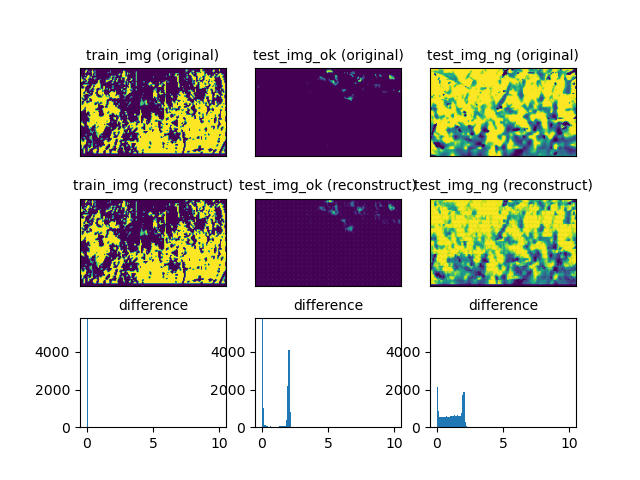 train_img (original) test_img_ok (original) test_img_ng (original)
train_img (reconstruct) test_img_ok (reconstruct) test_img_ng (reconstruct)
difference difference difference
4000 4000 4000
2000 2000 2000
0 0 0
0 5 10 0 5 10 0 5 10